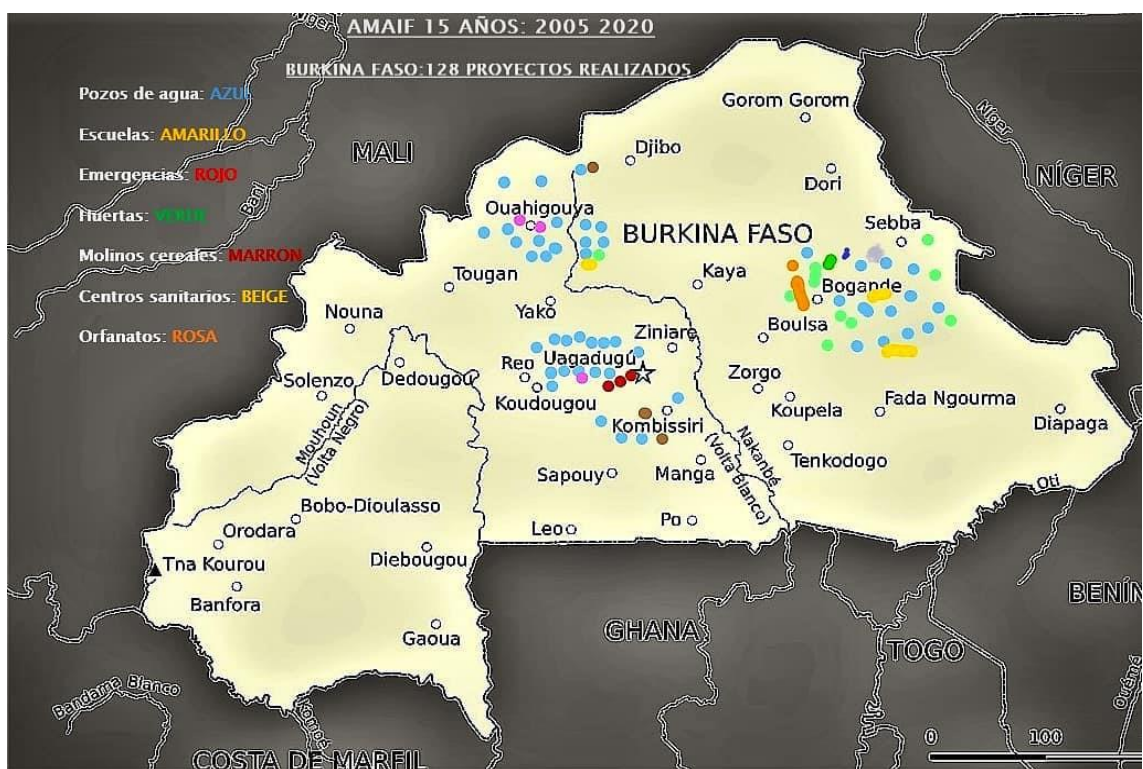 AMAIF 15 AÑOS: 2005 2020
BURKINA FASO:128 PROYECTOS REALIZADOS
Pozos de agua: AZUL
Escuelas: AMARILLO
Emergencias: ROJO
Huertas: VERDE
Molinos cereales: MARRON
Centros sanitarios: BEIGE
Orfanatos: ROSA
Níger
Bani
MALI
Gorom Gorom
Djibo
Dori
Níger
NÍGER
Ouahigouya
BURKINA FASO
Sebba
Tougan
Kaya
Bogande
Nouna
Yako
Ziniare
Boulsa
Reo
Uagadugú
Solenzo
Dedougou
Koudougou
Zorgo
Koupela
Fada Ngourma
Kombissiri
Diapaga
Mouhoun
(Volta Negro)
Nakanbé
(Volta Blanco)
Tenkodogo
Sapouy
Manga
Oti
Bobo-Dioulasso
Orodara
Leo
Po
Tna Kourou
Diebougou
Banfora
Gaoua
GHANA
TOGO
BENÍN
Bandama Blanco
Komoé
Ouémé
COSTA DE MARFIL
0 100